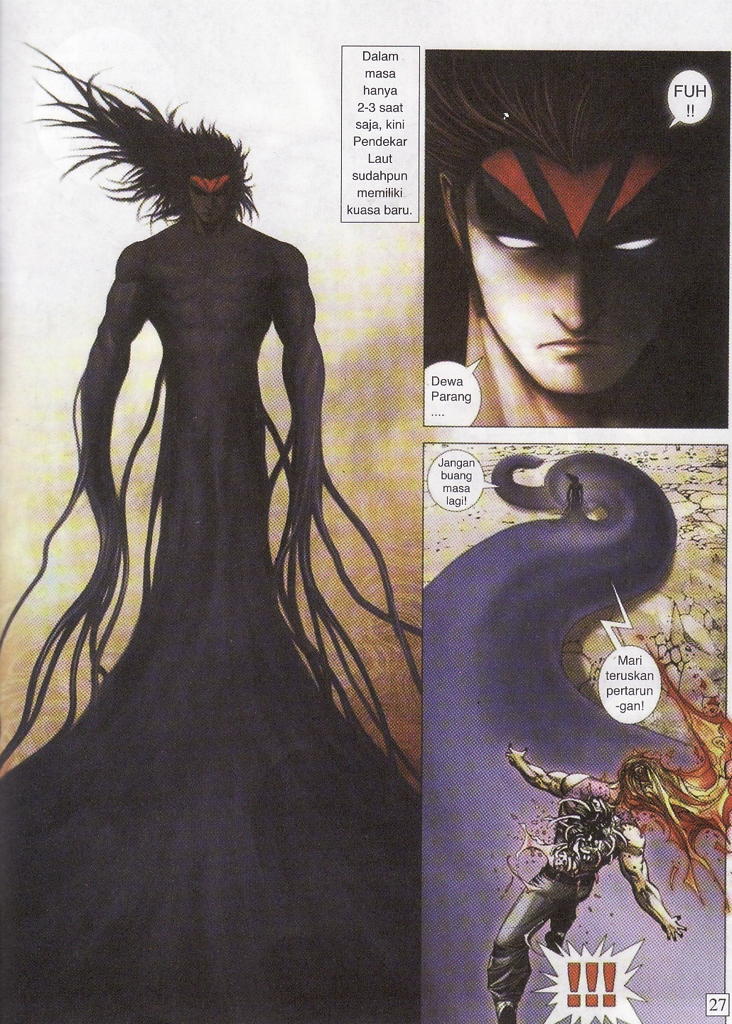 Dalam
masa
hanya
2-3 saat
saja, kini
Pendekar
Laut
sudahpun
memiliki
kuasa baru.
FUH
!!
Dewa
Parang
....
Jangan
buang
masa
lagi!
Mari
teruskan
pertarun
-gan!
!!!
27